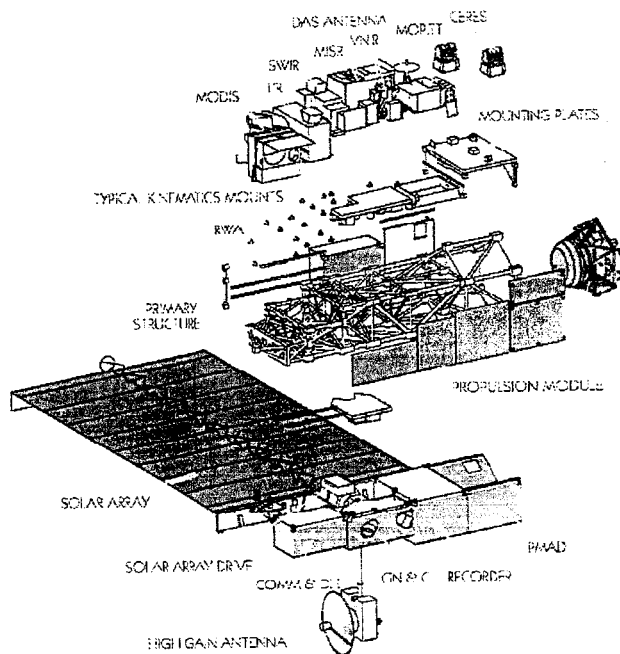 DAS ANTENNA
CERES
MOPITT
VNIR
MISR
SWIR
TIR
MODIS
MOUNTING PLATES
TYPICAL KINEMATICS MOUNTS
RWA
PRIMARY
STRUCTURE
PROPULSION MODULE
SOLAR ARRAY
SOLAR ARRAY DRIVE
PMAD
COMM &
GN & C
RECORDER
HIGH GAIN ANTENNA